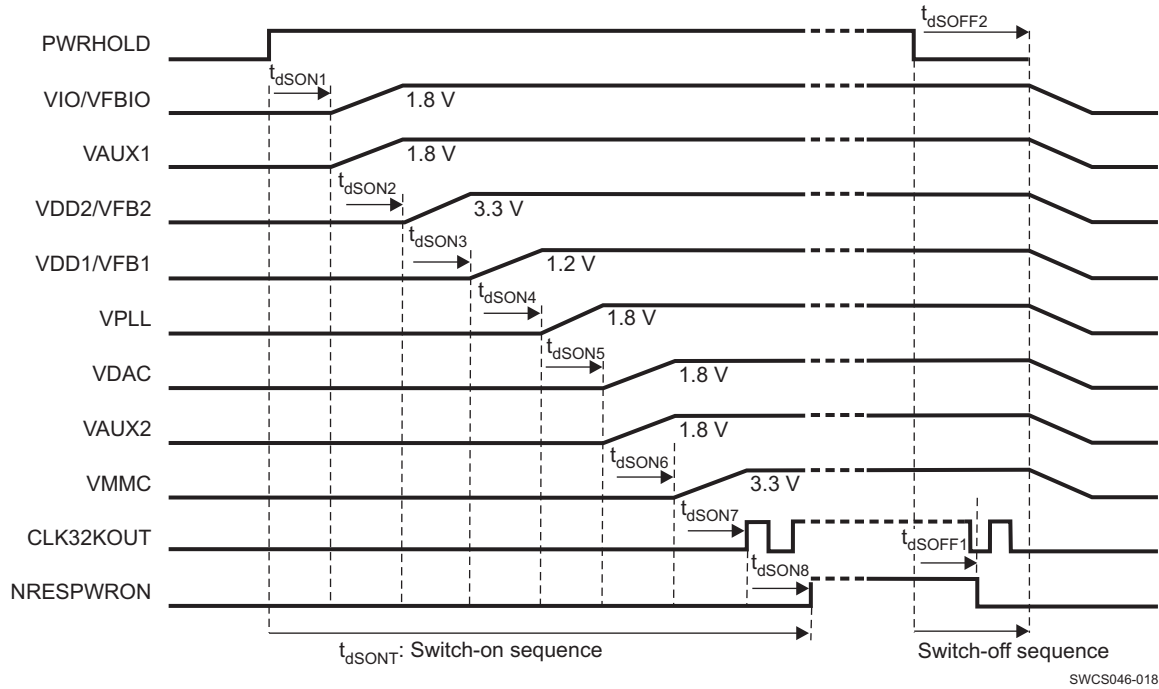 tdSOFF2
PWRHOLD
tdSON1
VIO/VFBIO
1.8 V
VAUX1
1.8 V
tdSON2
VDD2/VFB2
3.3 V
tdSON3
VDD1/VFB1
1.2 V
tdSON4
VPLL
1.8 V
tdSON5
VDAC
1.8 V
VAUX2
1.8 V
tdSON6
VMMC
3.3 V
tdSON7
CLK32KOUT
tdSOFF1
tdSON8
NRESPWRON
tdSONT: Switch-on sequence
Switch-off sequence
SWCS046-018